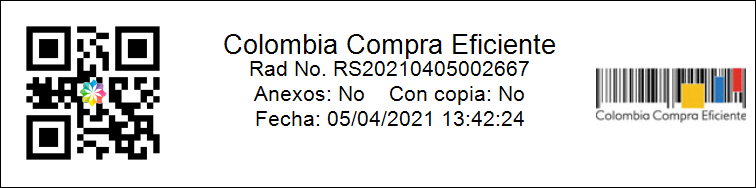 Colombia Compra Eficiente
Rad No. RS20210405002667
Anexos: No    Con copia: No
Fecha: 05/04/2021 13:42:24
Colombia Compra Eficiente